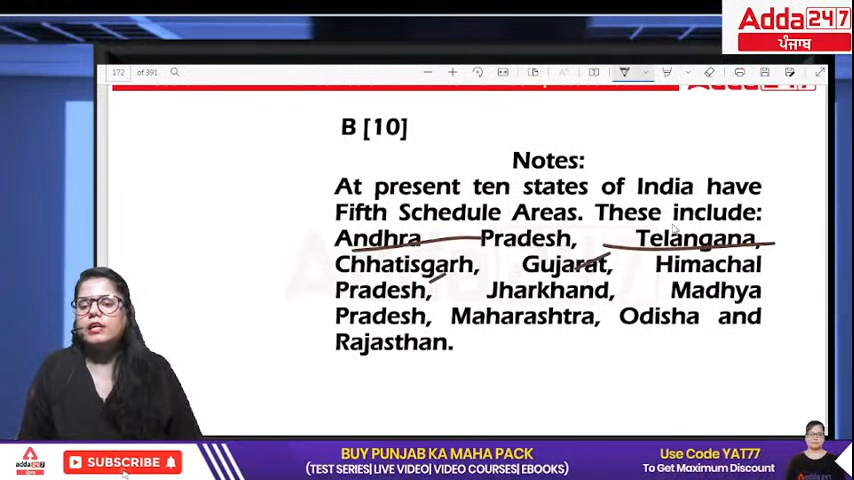 Adda247
ਪੰਜਾਬ
172 of 391
B [10]
Notes:
At present ten states of India have
Fifth Schedule Areas. These include:
Andhra Pradesh, Telangana,
Chhatisgarh, Gujarat, Himachal
Pradesh, Jharkhand, Madhya
Pradesh, Maharashtra, Odisha and
Rajasthan.
adda247
SUBSCRIBE
BUY PUNJAB KA MAHA PACK
(TEST SERIES| LIVE VIDEO| VIDEO COURSES| EBOOKS)
Use Code YAT77
To Get Maximum Discount